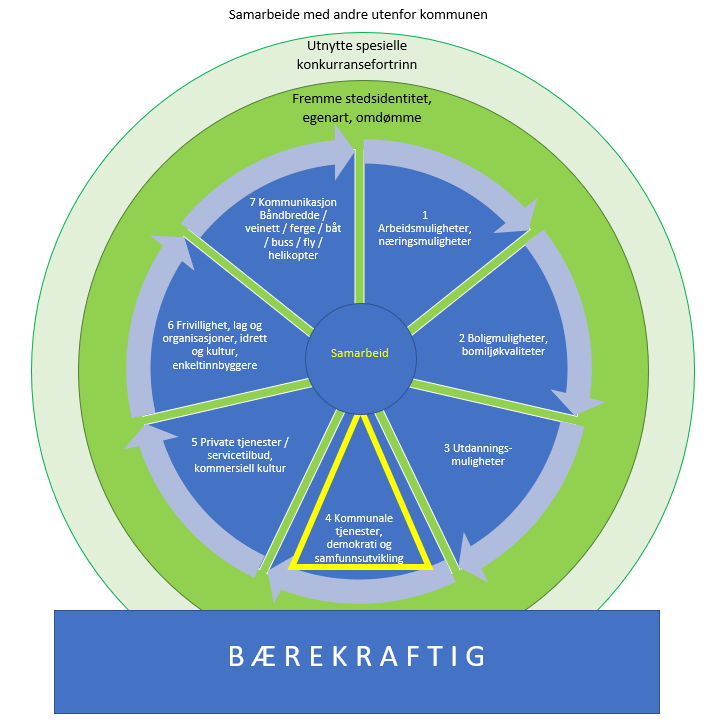 Samarbeide med andre utenfor kommunen
Utnytte spesielle
konkurransefortrinn
Fremme stedsidentitet,
egenart, omdømme
1
Arbeidsmuligheter,
næringsmuligheter
2 Boligmuligheter,
bomiljøkvaliteter
3 Utdannings-
muligheter
4 Kommunale
tjenester,
demokrati og
samfunnsutvikling
5 Private tjenester /
servicetilbud,
kommersiell kultur
6 Frivillighet, lag og
organisasjoner, idrett
og kultur,
enkeltinnbyggere
7 Kommunikasjon
Båndbredde /
veinett / ferge / båt
/ buss / fly /
helikopter
Samarbeid
BÆREKRAFTIG